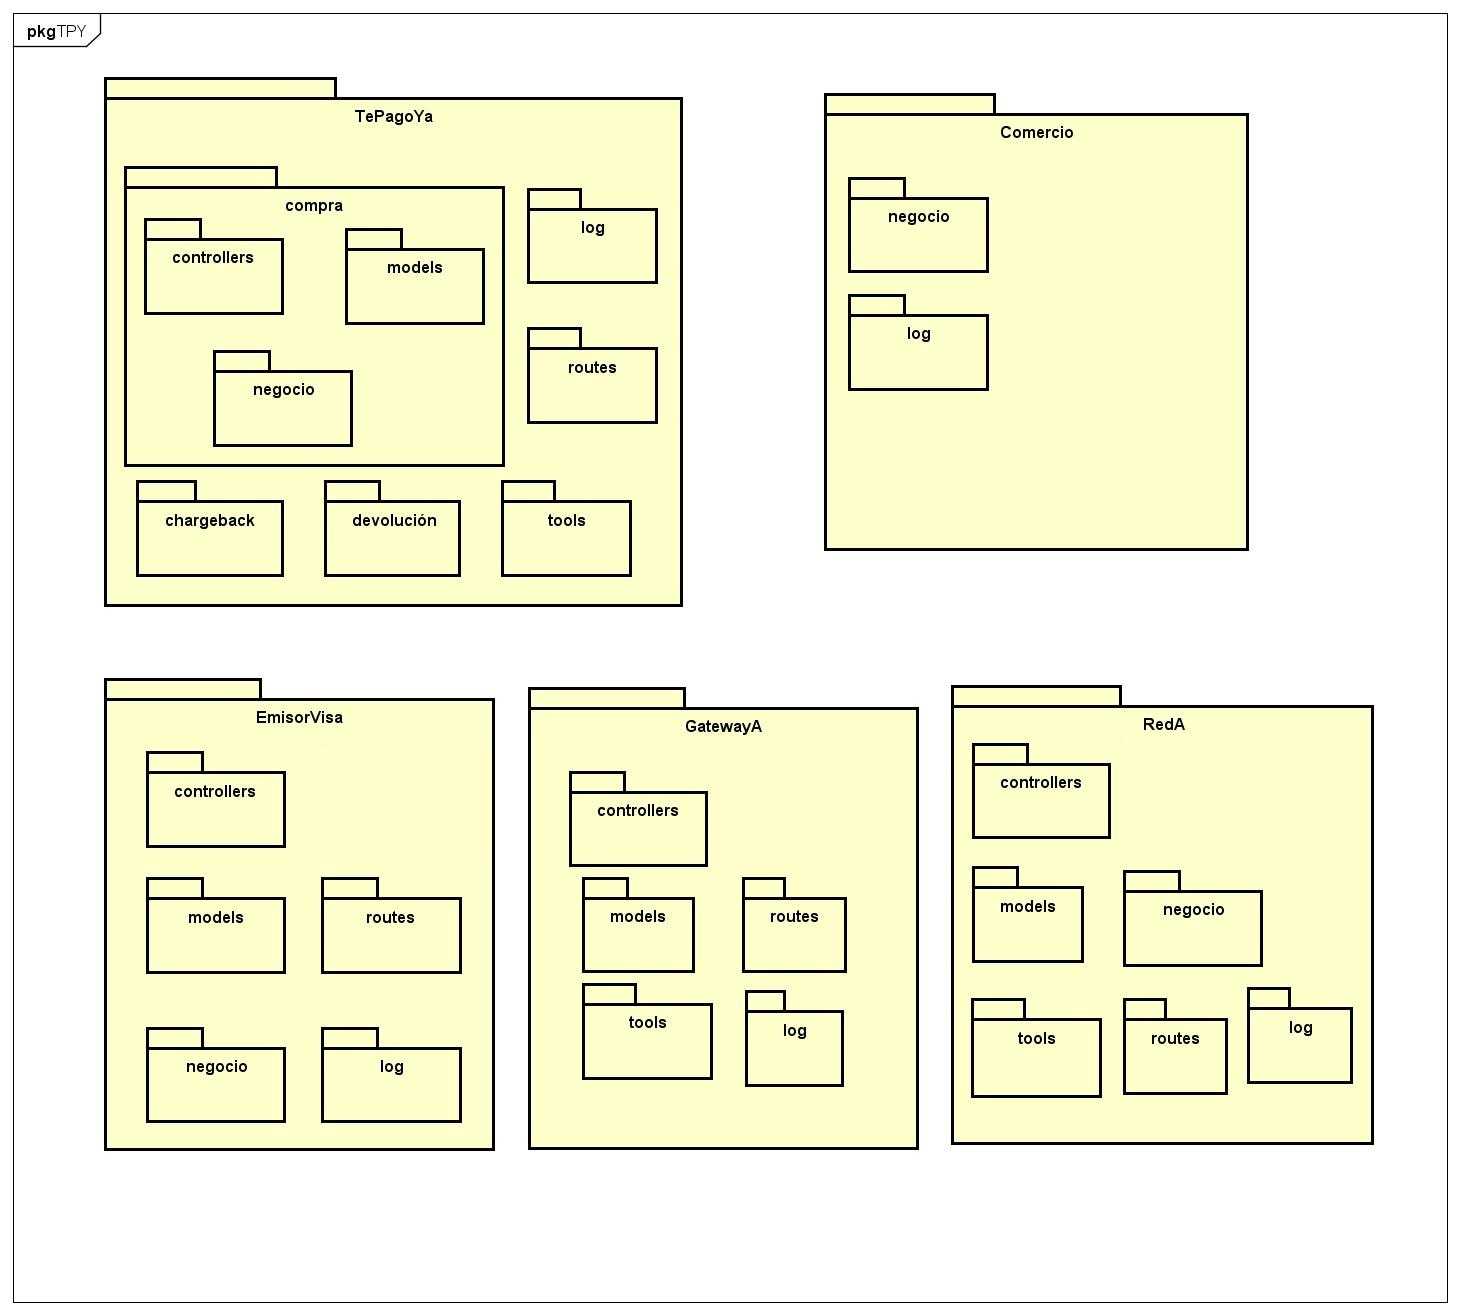 pkgTPY
TePagoYa
compra
controllers
models
negocio
log
routes
chargeback
devolución
tools
Comercio
negocio
log
EmisorVisa
controllers
models
routes
negocio
log
GatewayA
controllers
models
routes
tools
log
RedA
controllers
models
negocio
tools
routes
log